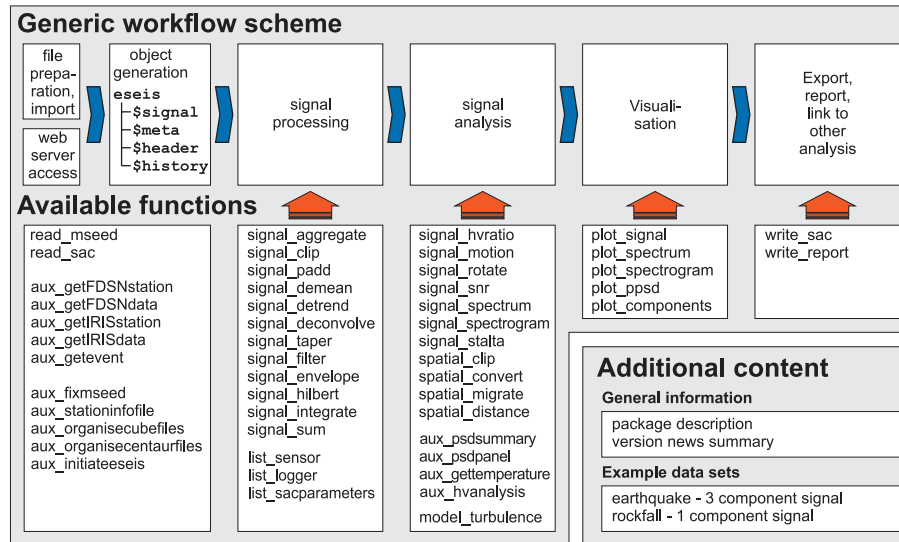 Generic workflow scheme
file
prepa-
ration,
import
web
server
access
object
generation
eseis
$signal
$meta
$header
$history
signal
processing
signal
analysis
Visuali-
sation
Export,
report,
link to
other
analysis
Available functions
read_mseed
read_sac
aux_getFDSNstation
aux_getFDSNdata
aux_getIRISstation
aux_getIRISdata
aux_getevent
aux_fixmseed
aux_stationinfofile
aux_organisecubefiles
aux_organisecentaurfiles
aux_initiateeseis
signal_aggregate
signal_clip
signal_padd
signal_demean
signal_detrend
signal_deconvolve
signal_taper
signal_filter
signal_envelope
signal_hilbert
signal_integrate
signal_sum
list_sensor
list_logger
list_sacparameters
signal_hvratio
signal_motion
signal_rotate
signal_snr
signal_spectrum
signal_spectrogram
signal_stalta
spatial_clip
spatial_convert
spatial_migrate
spatial_distance
aux_psdsummary
aux_psdpanel
aux_gettemperature
aux_hvanalysis
model_turbulence
plot_signal
plot_spectrum
plot_spectrogram
plot_ppsd
plot_components
write_sac
write_report
Additional content
General information
package description
version news summary
Example data sets
earthquake - 3 component signal
rockfall - 1 component signal